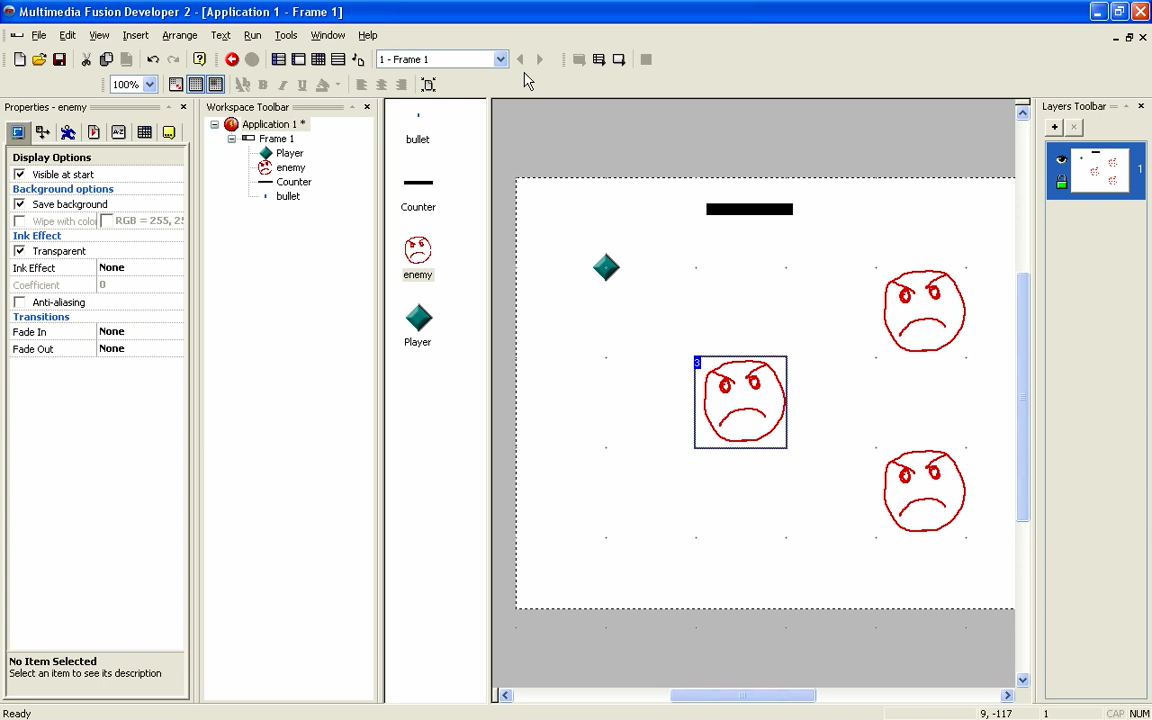 Multimedia Fusion Developer 2 - [Application 1 - Frame 1]
File Edit View Insert Arrange Text Run Tools Window Help
1 - Frame 1
100%
Properties - enemy
Workspace Toolbar
Layers Toolbar
Display Options
Visible at start
Background options
Save background
Wipe with color RGB = 255, 25
Ink Effect
Transparent
Ink Effect None
Coefficient 0
Anti-aliasing
Transitions
Fade In None
Fade Out None
No Item Selected
Select an item to see its description
Application 1 *
Frame 1
Player
enemy
Counter
bullet
bullet
Counter
enemy
Player
3
1
Ready
9, -117
1
CAP NUM